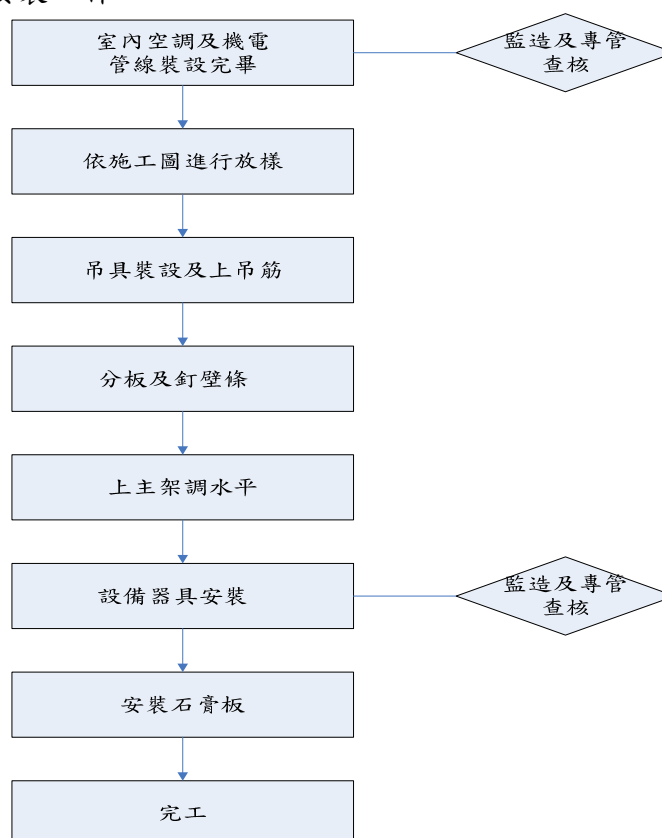 室內空調及機電
管線裝設完畢
監造及專管
查核
依施工圖進行放樣
吊具裝設及上吊筋
分板及釘壁條
上主架調水平
設備器具安裝
監造及專管
查核
安裝石膏板
完工